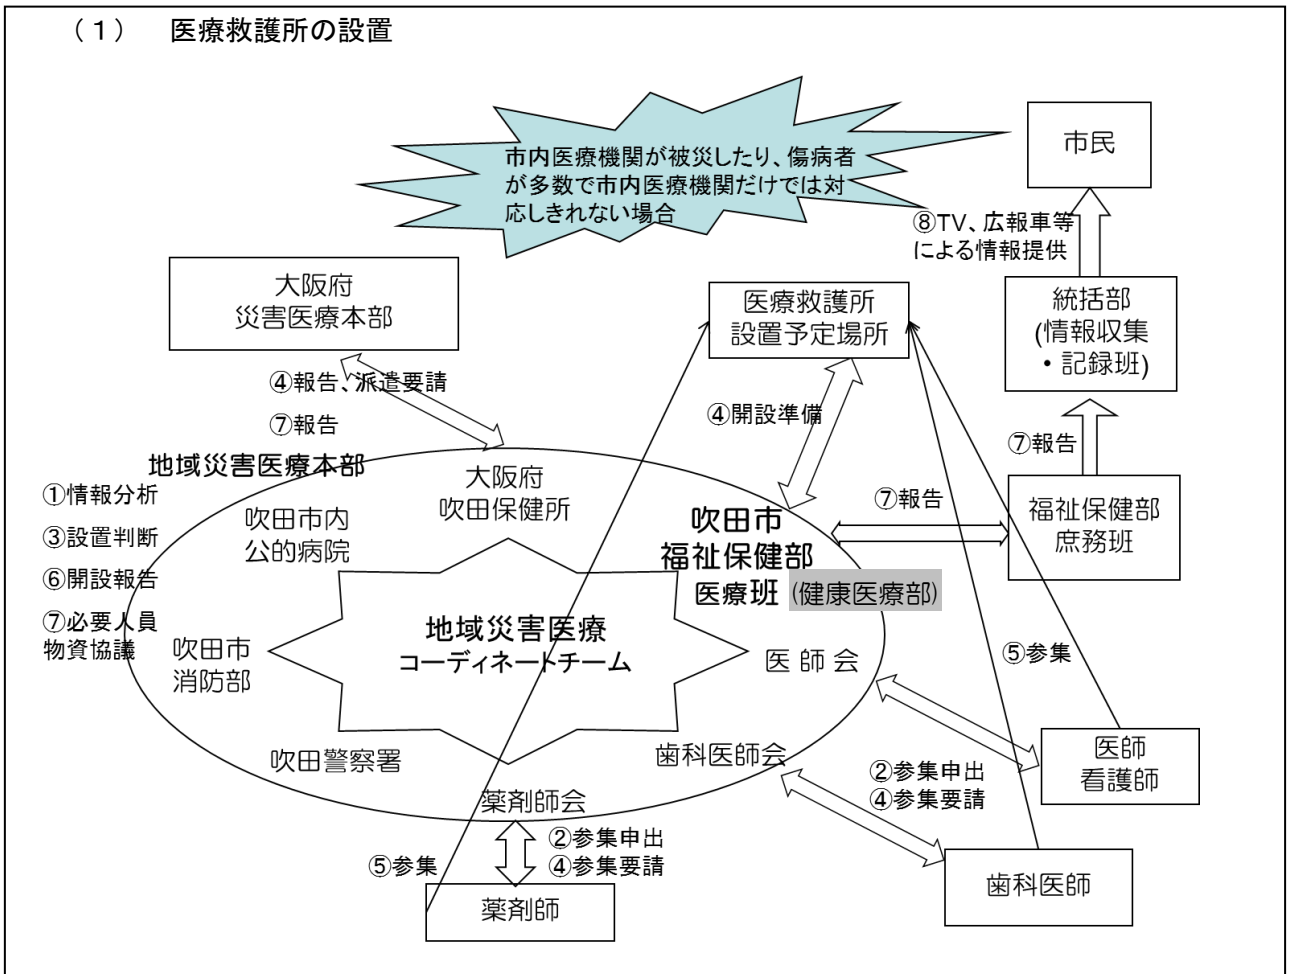 （１）　医療救護所の設置
市内医療機関が被災したり、傷病者
が多数で市内医療機関だけでは対
応しきれない場合
市民
⑧TV、広報車等
による情報提供
大阪府
災害医療本部
医療救護所
設置予定場所
統括部
(情報収集
・記録班)
④報告、派遣要請
⑦報告
④開設準備
⑦報告
地域災害医療本部
①情報分析
③設置判断
⑥開設報告
⑦必要人員
物資協議
大阪府
吹田保健所
吹田市内
公的病院
吹田市
福祉保健部
医療班 (健康医療部)
⑦報告
福祉保健部
庶務班
地域災害医療
コーディネートチーム
吹田市
消防部
医 師 会
⑤参集
吹田警察署
歯科医師会
医師
看護師
②参集申出
④参集要請
薬剤師会
②参集申出
④参集要請
⑤参集
歯科医師
薬剤師